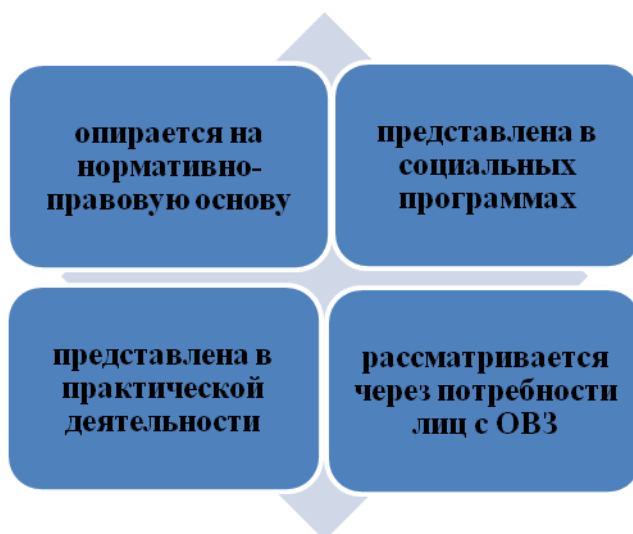 опирается на
нормативно-
правовую основу
представлена в
социальных
программах
представлена в
практической
деятельности
рассматривается
через потребности
лиц с ОВЗ